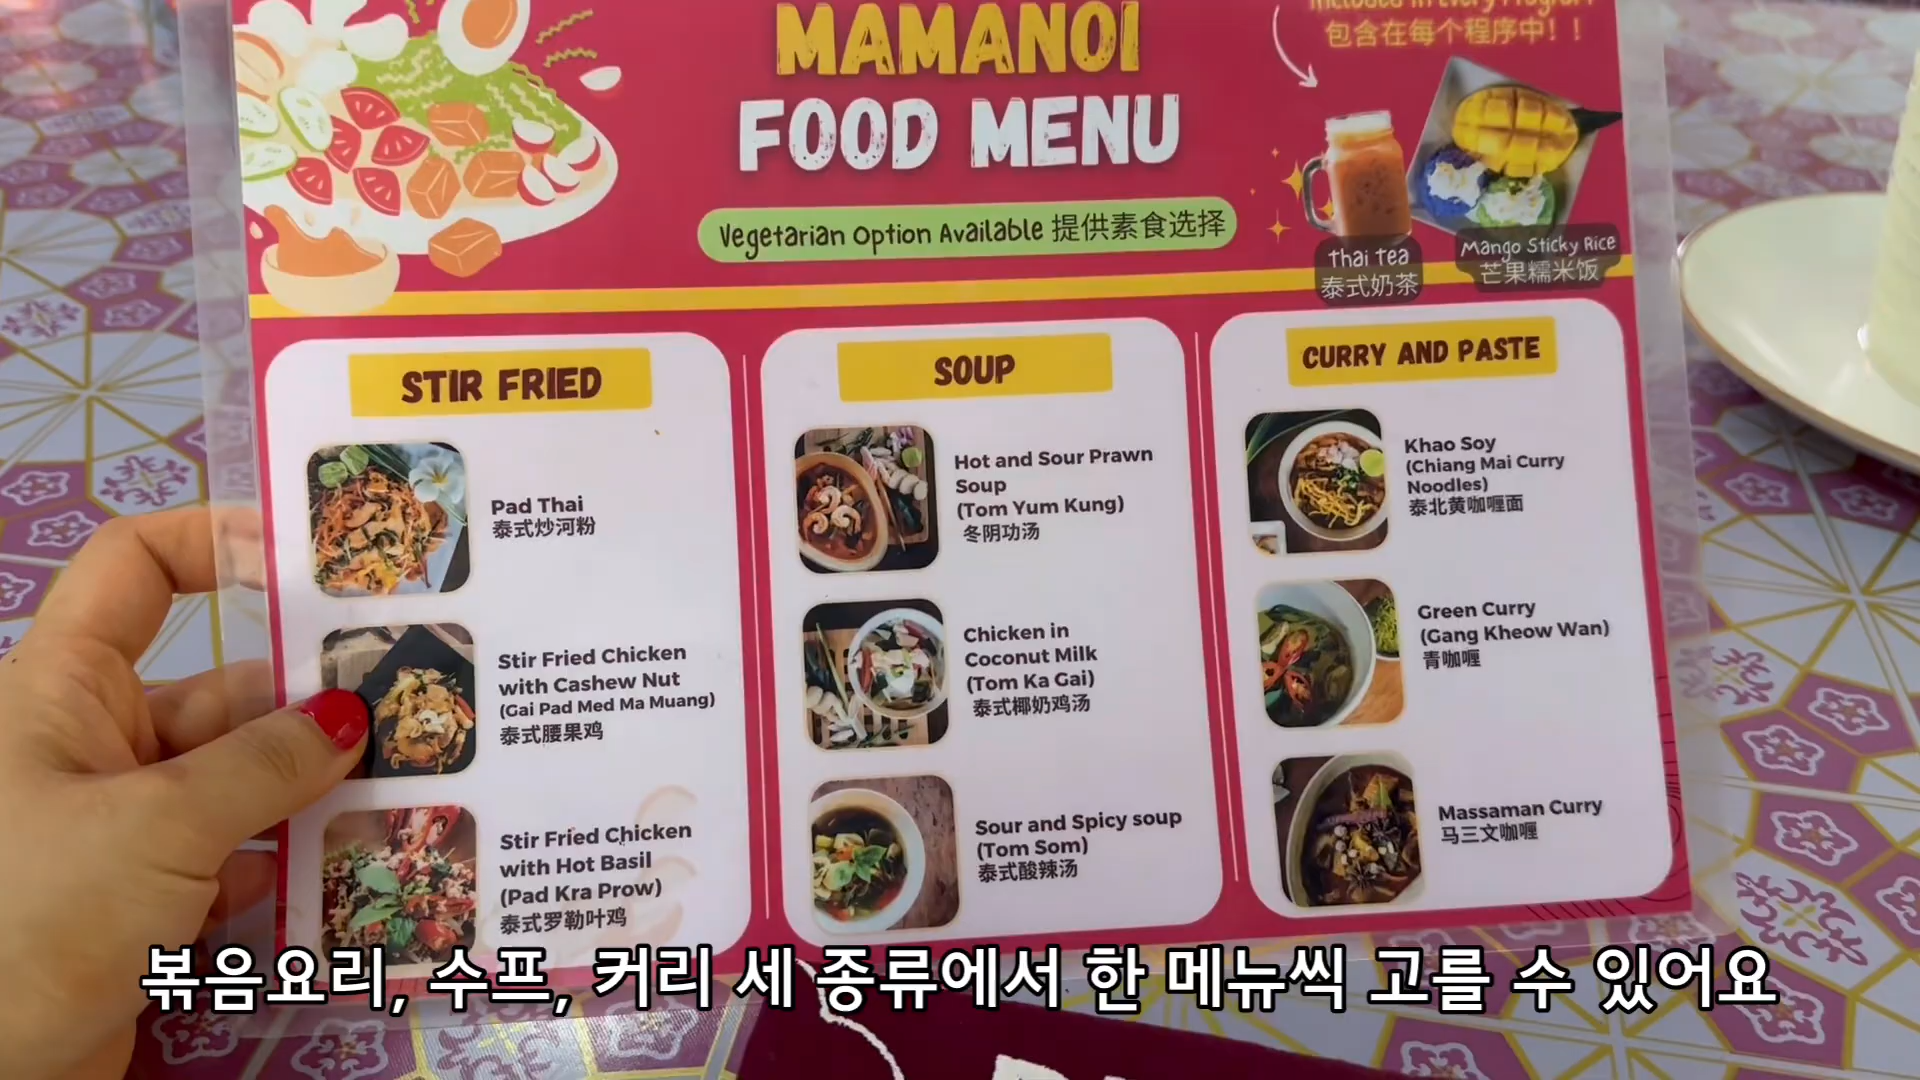 MAMANOI
FOOD MENU
Included in Every Program
包含在每个程序中！！
Vegetarian Option Available 提供素食选择
Thai Tea
泰式奶茶
Mango Sticky Rice
芒果糯米饭
STIR FRIED
Pad Thai
泰式炒河粉
Stir Fried Chicken
with Cashew Nut
(Gai Pad Med Ma Muang)
泰式腰果鸡
Stir Fried Chicken
with Hot Basil
(Pad Kra Prow)
泰式罗勒叶鸡
SOUP
Hot and Sour Prawn
Soup
(Tom Yum Kung)
冬阴功汤
Chicken in
Coconut Milk
(Tom Ka Gai)
泰式椰奶鸡汤
Sour and Spicy soup
(Tom Som)
泰式酸辣汤
CURRY AND PASTE
Khao Soy
(Chiang Mai Curry
Noodles)
泰北黄咖喱面
Green Curry
(Gang Kheow Wan)
青咖喱
Massaman Curry
马三文咖喱
볶음요리, 수프, 커리 세 종류에서 한 메뉴씩 고를 수 있어요